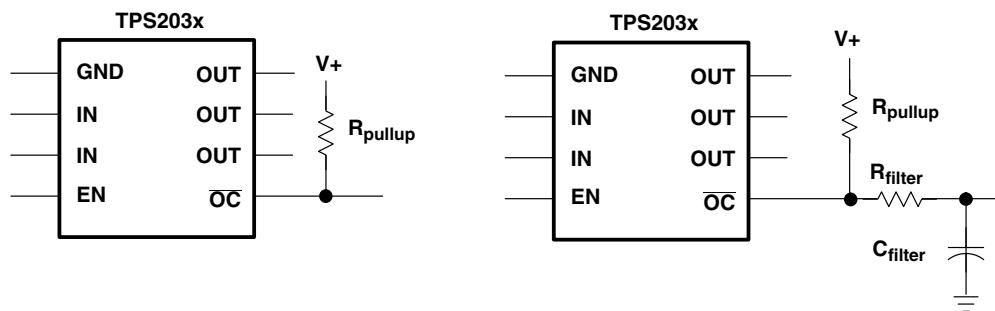 TPS203x
GND OUT
IN OUT
IN OUT
EN OC
V+
Rpullup
TPS203x
GND OUT
IN OUT
IN OUT
EN OC
V+
Rpullup
Rfilter
Cfilter